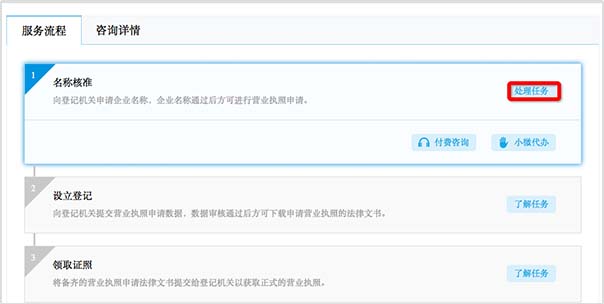 服务流程 咨询详情
1
名称核准
向登记机关申请企业名称，企业名称通过后方可进行营业执照申请。
处理任务
付费咨询 小微代办
2
设立登记
向登记机关提交营业执照申请数据，数据审核通过后方可下载申请营业执照的法律文书。
了解任务
3
领取证照
将备齐的营业执照申请法律文书提交给登记机关以获取正式的营业执照。
了解任务